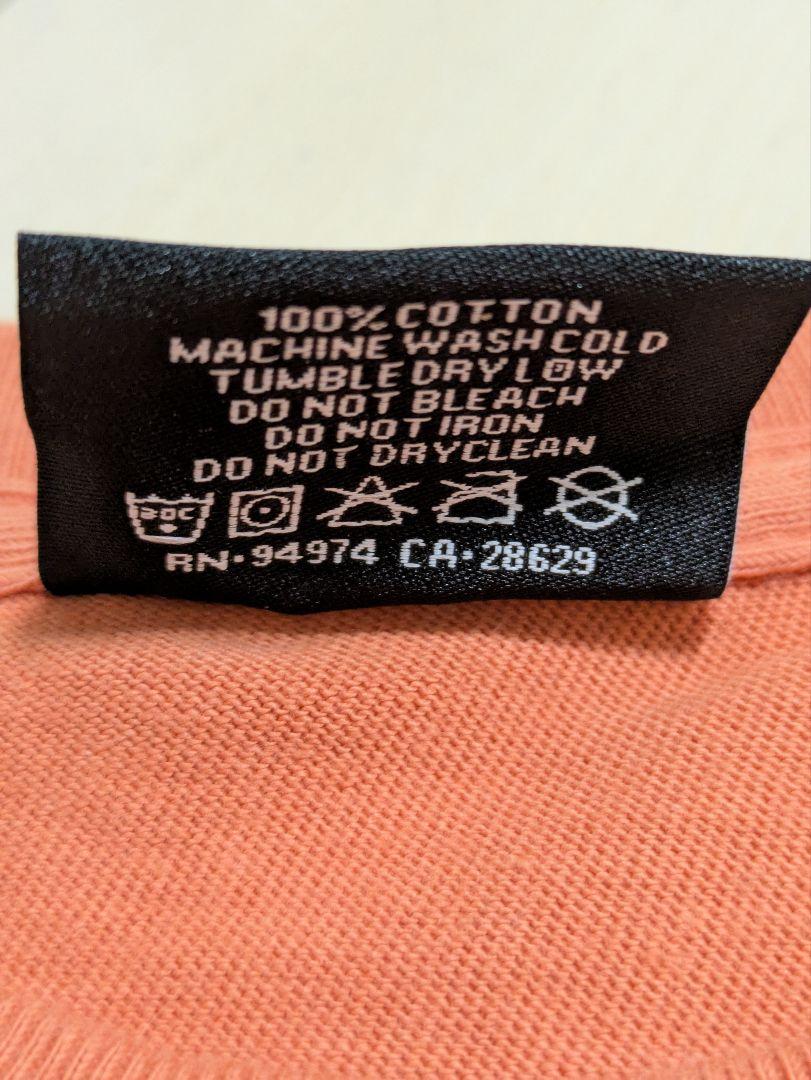 100% COTTON
MACHINE WASH COLD
TUMBLE DRY LOW
DO NOT BLEACH
DO NOT IRON
DO NOT DRYCLEAN
30C
RN·94974 CA·28629